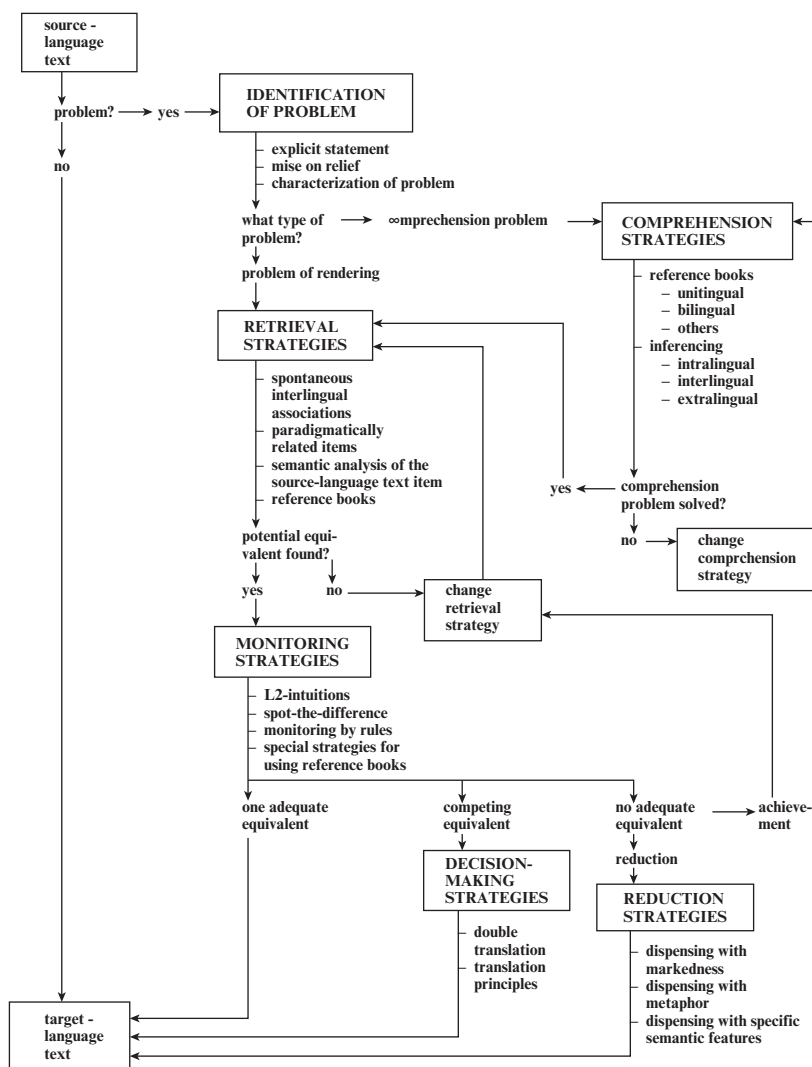 source -
language
text
problem?
yes
IDENTIFICATION
OF PROBLEM
no
– explicit statement
– mise on relief
– characterization of problem
what type of
problem?
∞mprechension problem
COMPREHENSION
STRATEGIES
problem of rendering
– reference books
– unitingual
– bilingual
– others
– inferencing
– intralingual
– interlingual
– extralingual
RETRIEVAL
STRATEGIES
– spontaneous
interlingual
associations
– paradigmatically
related items
– semantic analysis of the
source-language text item
– reference books
yes
comprehension
problem solved?
no
change
comprchension
strategy
potential equi-
valent found?
yes
no
change
retrieval
strategy
MONITORING
STRATEGIES
– L2-intuitions
– spot-the-difference
– monitoring by rules
– special strategies for
using reference books
one adequate
equivalent
competing
equivalent
no adequate
equivalent
achieve-
ment
reduction
DECISION-
MAKING
STRATEGIES
REDUCTION
STRATEGIES
– double
translation
– translation
principles
– dispensing with
markedness
– dispensing with
metaphor
– dispensing with specific
semantic features
target -
language
text